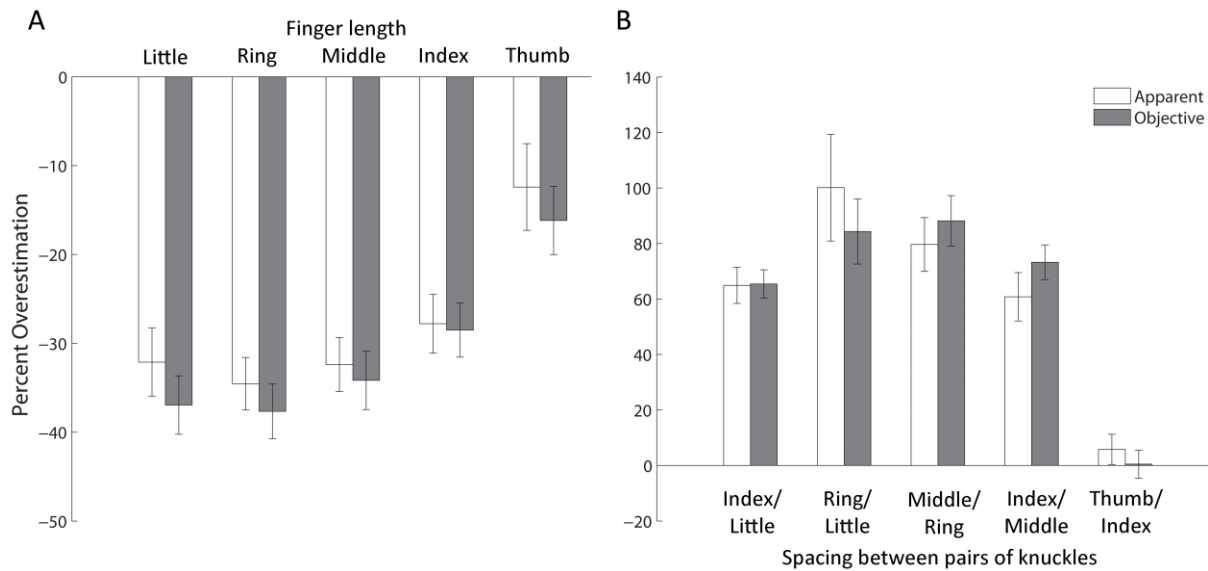 A
Finger length
Little Ring Middle Index Thumb
0
−10
−20
−30
−40
−50
Percent Overestimation
B
140
120
100
80
60
40
20
0
−20
Apparent
Objective
Index/ Ring/ Middle/ Index/ Thumb/
Little Little Ring Middle Index
Spacing between pairs of knuckles